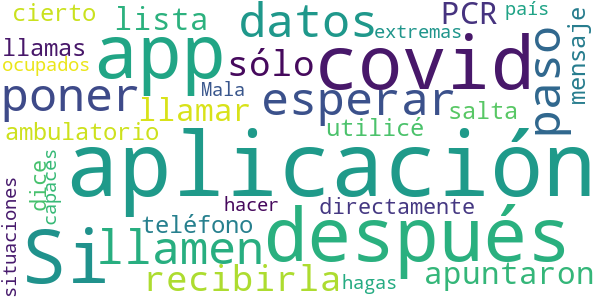 cierto
lista
datos
PCR
país
llamas
app
extremas
mensaje
ocupados
sólo
covid
paso
poner
Mala
esperar
llamar
salta
ambulatorio
utilicé
aplicación
dice
capaces
situaciones
hacer
directamente
Si
teléfono
después
llamen
recibirla
hagas
apuntaron